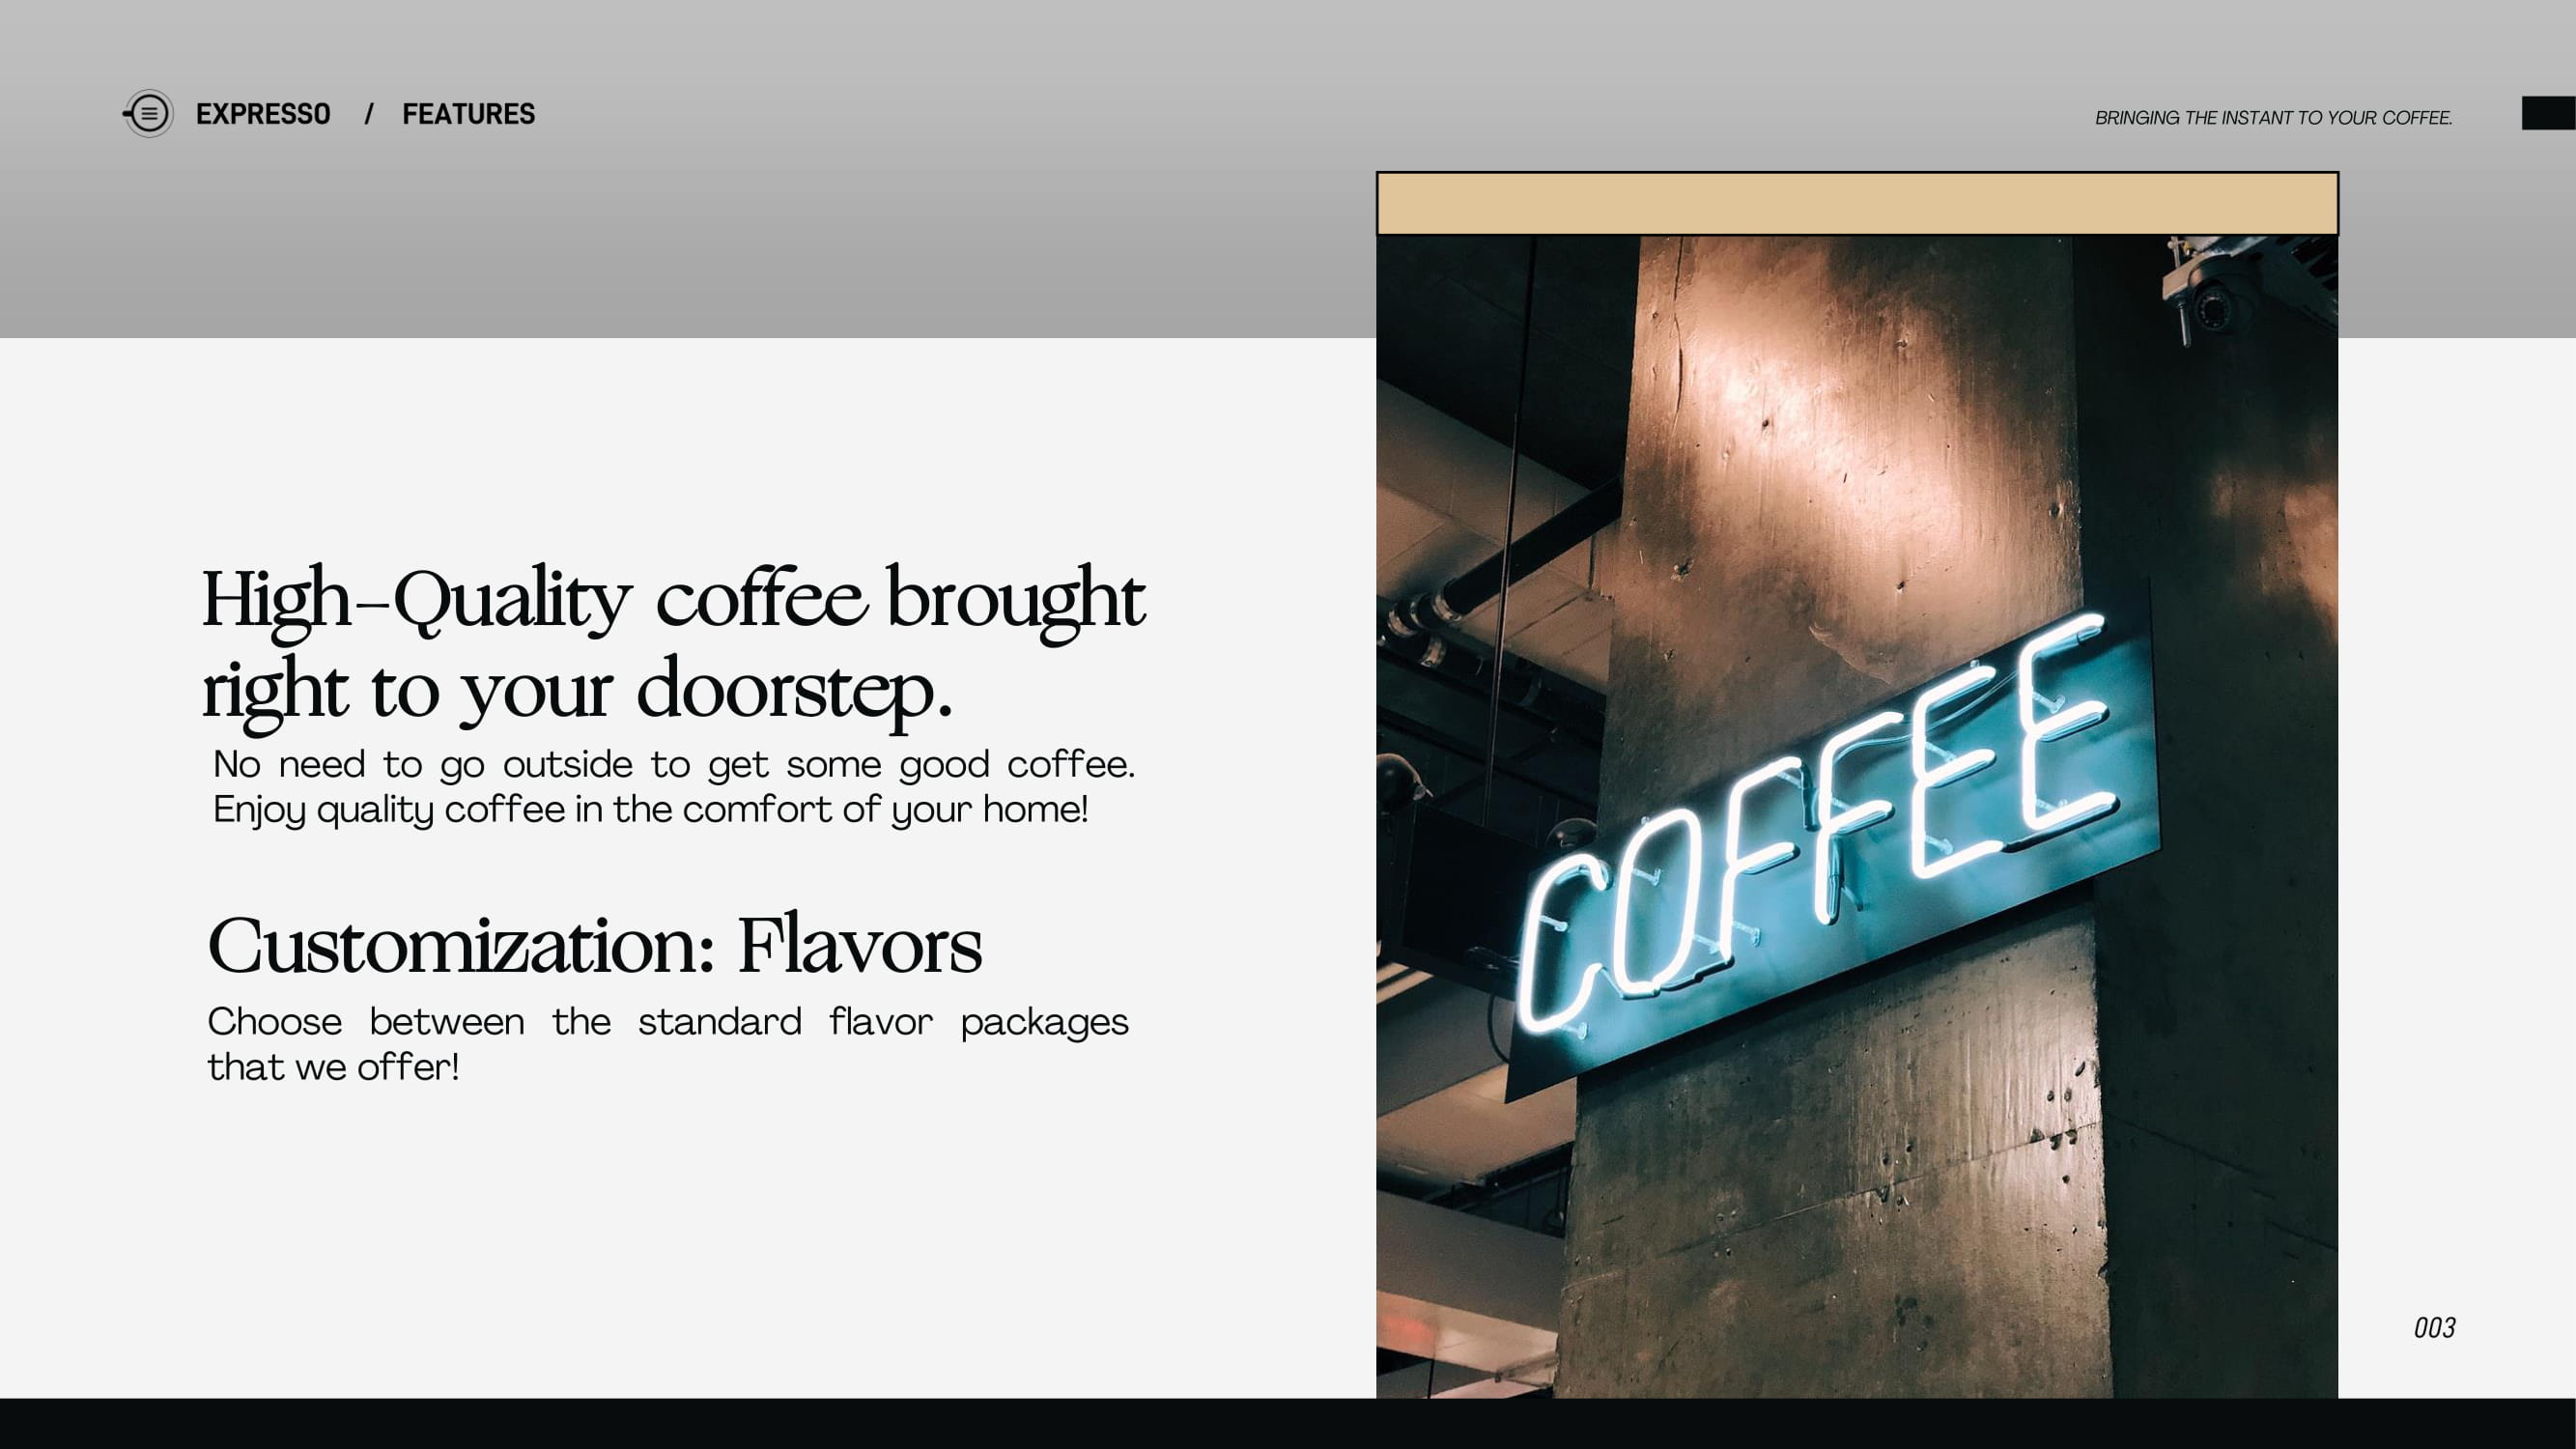 EXPRESSO / FEATURES
BRINGING THE INSTANT TO YOUR COFFEE.
High-Quality coffee brought
right to your doorstep.
No need to go outside to get some good coffee.
Enjoy quality coffee in the comfort of your home!
Customization: Flavors
Choose between the standard flavor packages
that we offer!
COFFEE
003